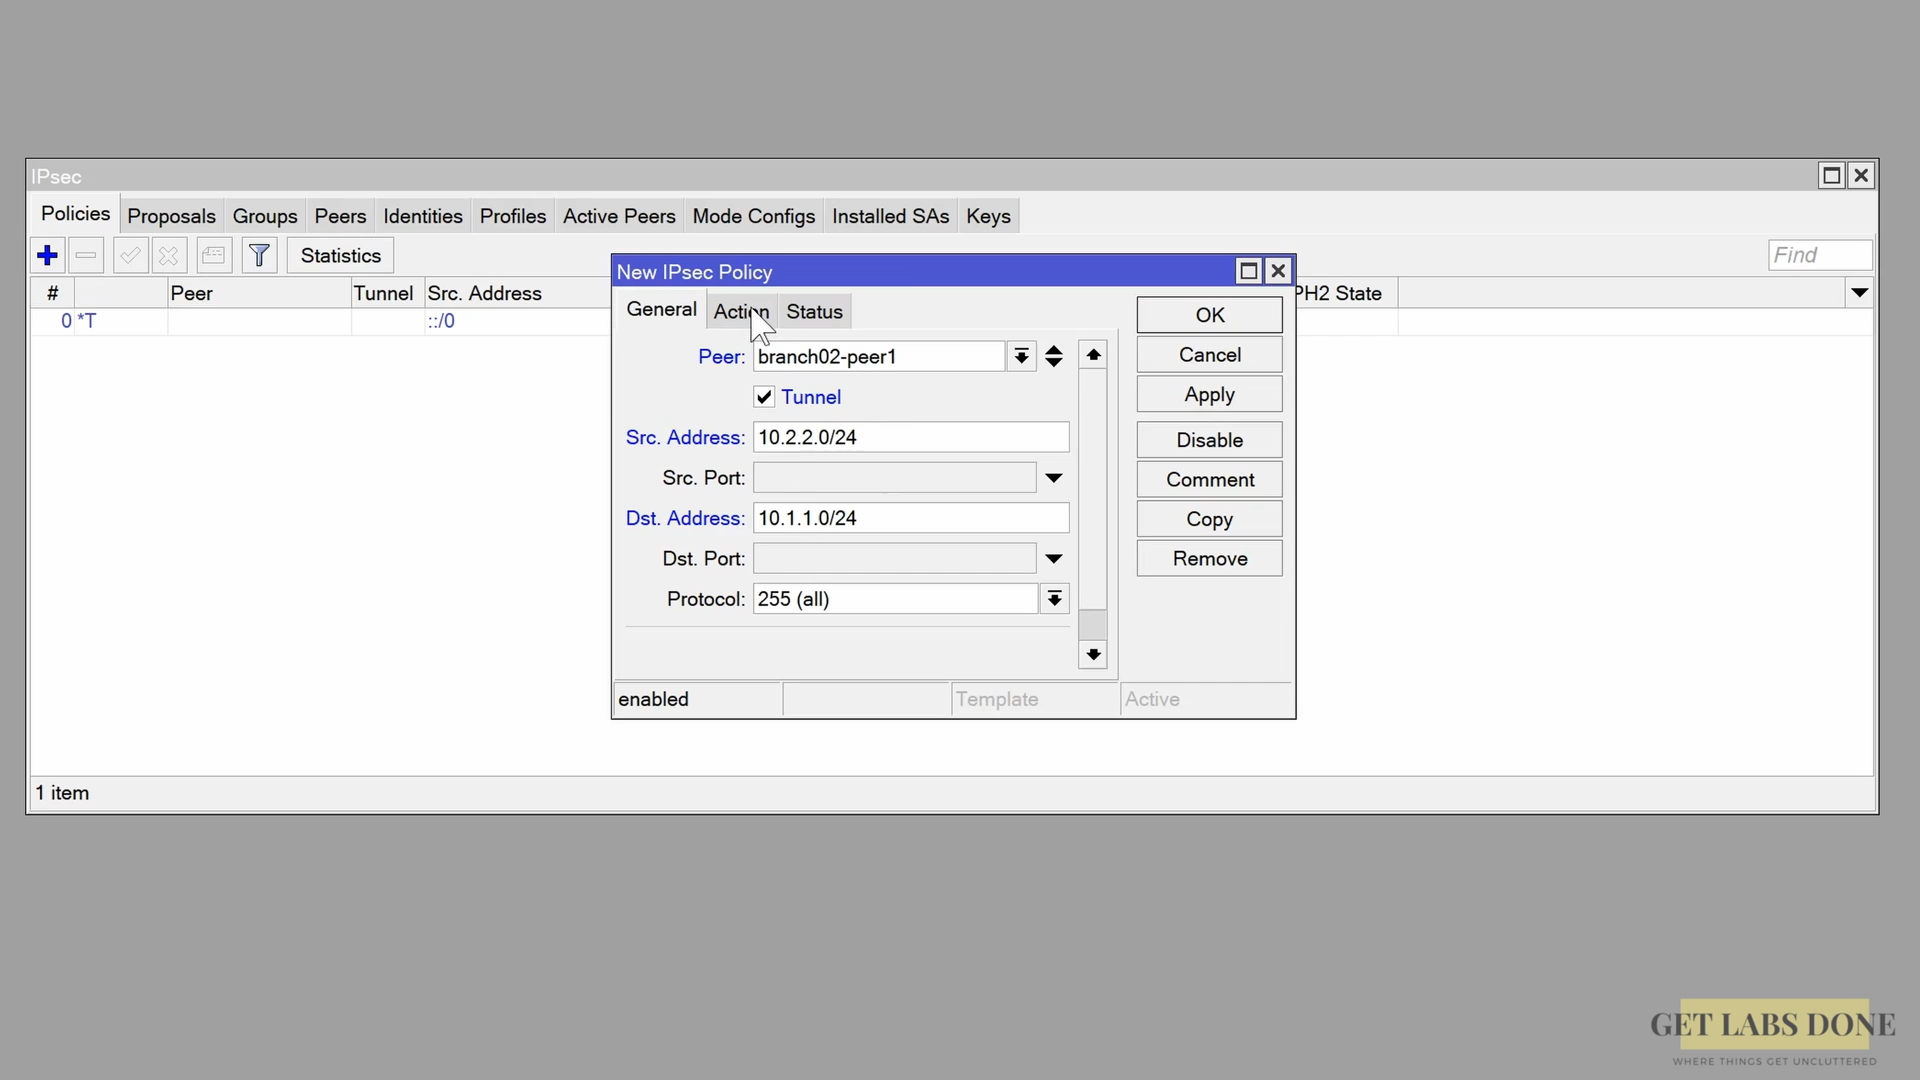 IPsec
Policies Proposals Groups Peers Identities Profiles Active Peers Mode Configs Installed SAs Keys
Statistics Find
# Peer Tunnel Src. Address PH2 State
0 *T ::/0
New IPsec Policy
General Action Status
Peer: branch02-peer1
Tunnel
Src. Address: 10.2.2.0/24
Src. Port:
Dst. Address: 10.1.1.0/24
Dst. Port:
Protocol: 255 (all)
OK
Cancel
Apply
Disable
Comment
Copy
Remove
enabled Template Active
1 item
GET LABS DONE
WHERE THINGS GET UNCLUTTERED